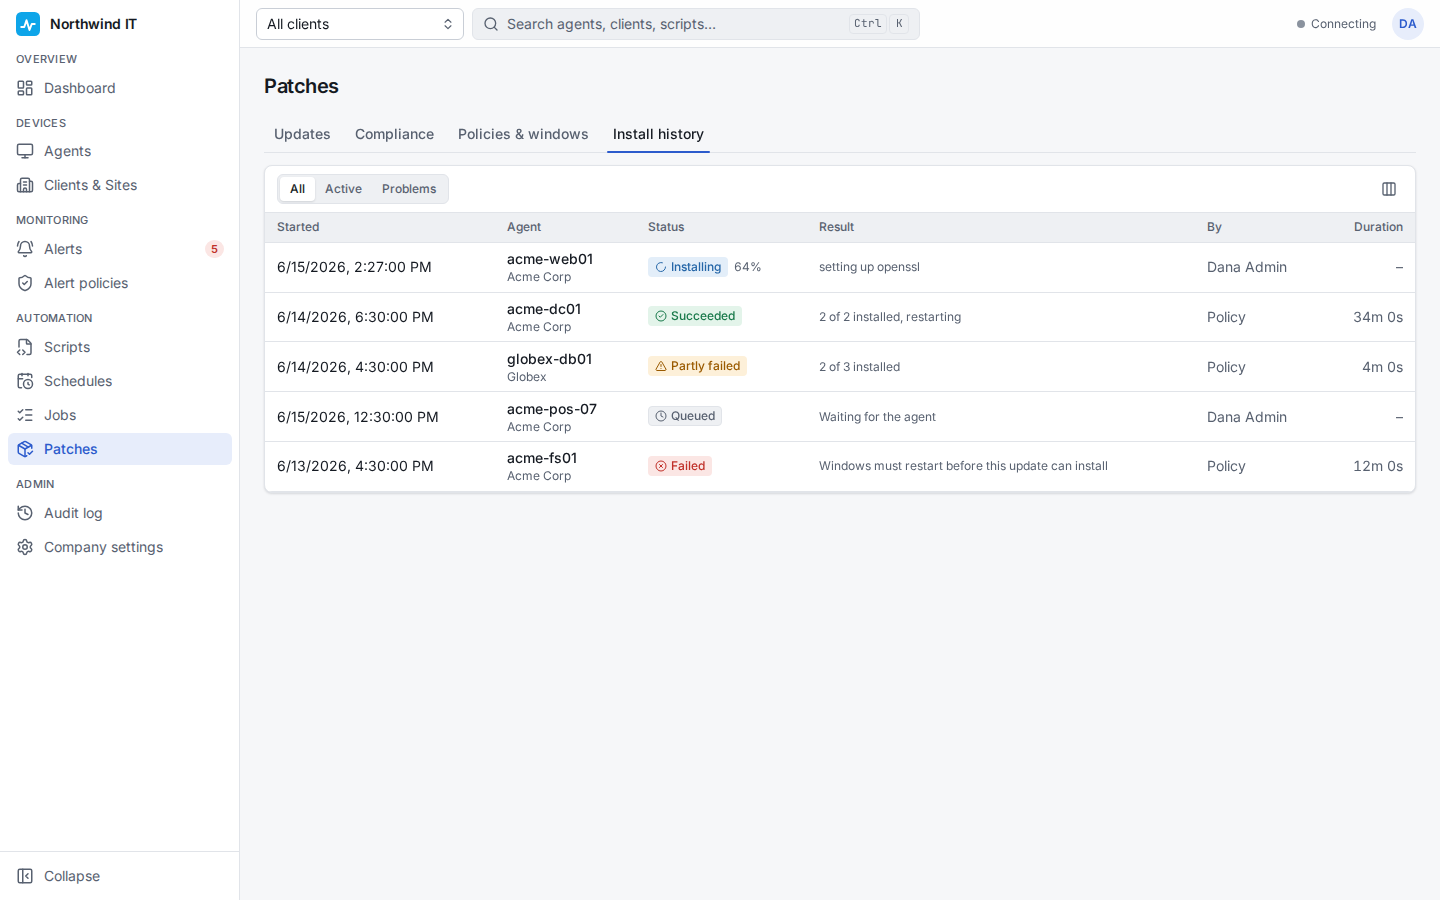 Northwind IT
All clients
Search agents, clients, scripts...
Ctrl K
Connecting
DA
OVERVIEW
Dashboard
DEVICES
Agents
Clients & Sites
MONITORING
Alerts 5
Alert policies
AUTOMATION
Scripts
Schedules
Jobs
Patches
ADMIN
Audit log
Company settings
Collapse
Patches
Updates Compliance Policies & windows Install history
All Active Problems
Started Agent Status Result By Duration
6/15/2026, 2:27:00 PM acme-web01 Installing 64% setting up openssl Dana Admin –
Acme Corp
6/14/2026, 6:30:00 PM acme-dc01 Succeeded 2 of 2 installed, restarting Policy 34m 0s
Acme Corp
6/14/2026, 4:30:00 PM globex-db01 Partly failed 2 of 3 installed Policy 4m 0s
Globex
6/15/2026, 12:30:00 PM acme-pos-07 Queued Waiting for the agent Dana Admin –
Acme Corp
6/13/2026, 4:30:00 PM acme-fs01 Failed Windows must restart before this update can install Policy 12m 0s
Acme Corp